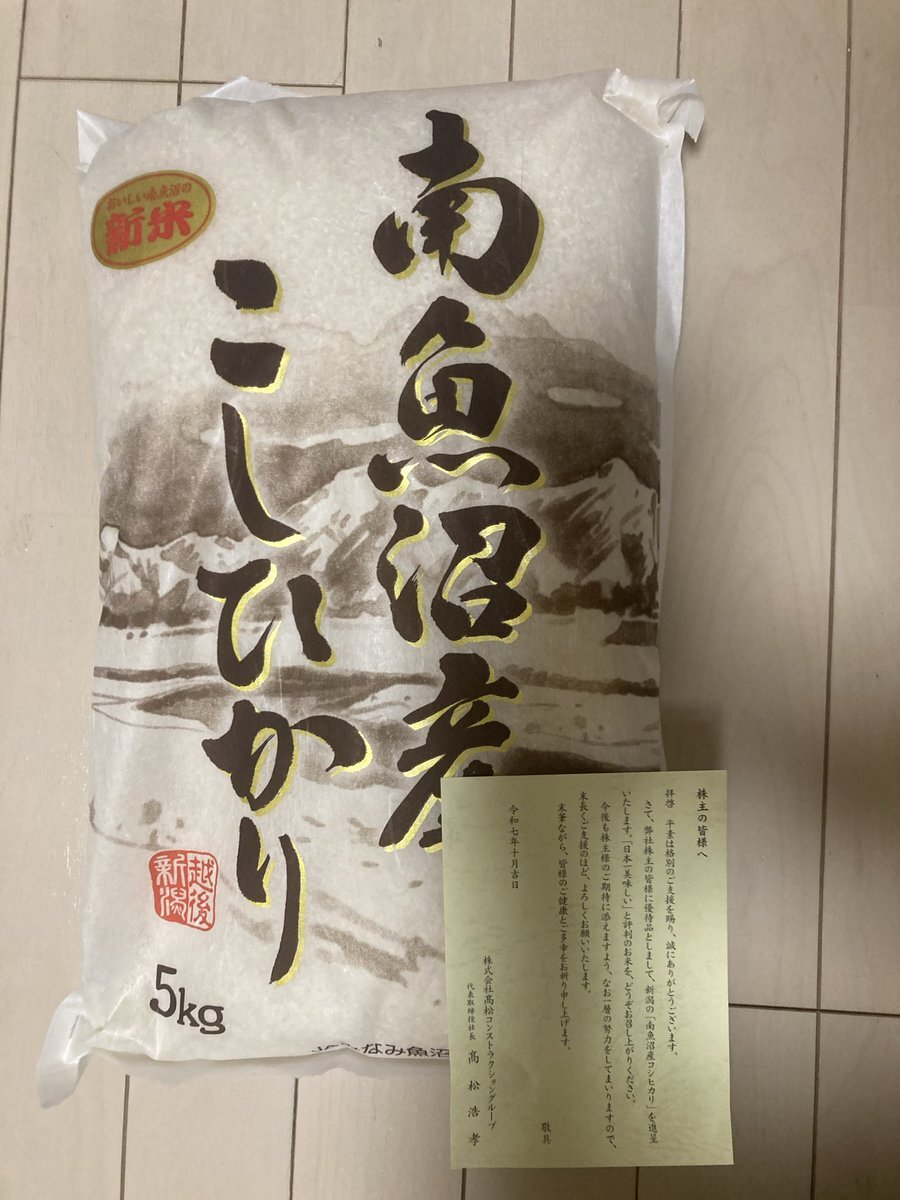 南魚沼産
こしひかり
おいしい南魚沼の
新米
越後
新潟
5kg
なみ魚沼
株主の皆様へ
拝啓　平素は格別のご支援を賜り、誠にありがとうございます。
さて、弊社株主の皆様に優待品としまして、新潟の「南魚沼産コシヒカリ」を進呈
いたします。「日本一美味しい」と評判のお米を、どうぞお召し上がりください。
今後も株主様のご期待に添えますよう、なお一層の努力をしてまいりますので、
末長くご支援のほど、よろしくお願いいたします。
末筆ながら、皆様のご健康とご多幸をお祈り申し上げます。
敬具
令和七年十月吉日
株式会社髙松コンストラクショングループ
代表取締役社長　髙　松　浩　孝